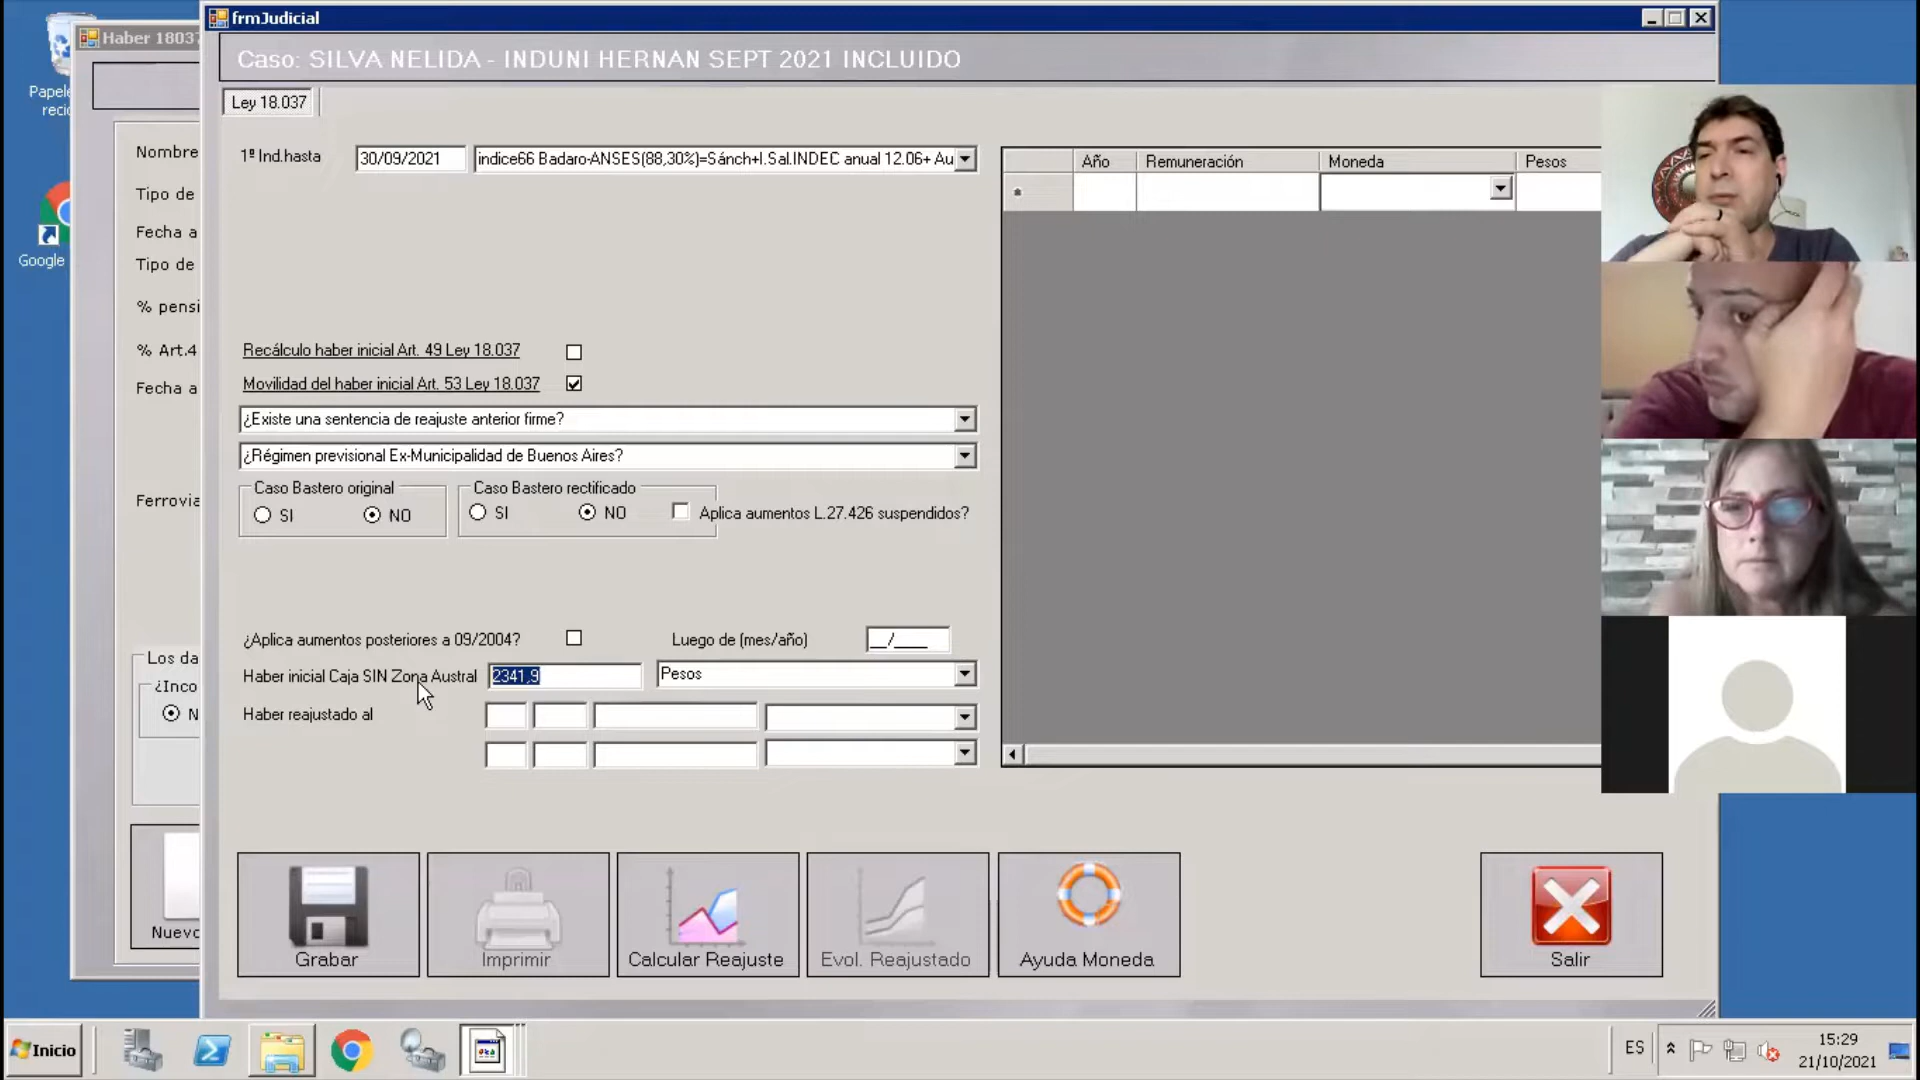 frmJudicial
Haber 18037
Caso: SILVA NELIDA - INDUNI HERNAN SEPT 2021 INCLUIDO
Ley 18.037
1ª Ind.hasta
30/09/2021
indice66 Badaro-ANSES(88,30%)=Sánch+I.Sal.INDEC anual 12.06+ Au
Año
Remuneración
Moneda
Pesos
Recálculo haber inicial Art. 49 Ley 18.037
Movilidad del haber inicial Art. 53 Ley 18.037
¿Existe una sentencia de reajuste anterior firme?
¿Régimen previsional Ex-Municipalidad de Buenos Aires?
Caso Bastero original
SI
NO
Caso Bastero rectificado
SI
NO
Aplica aumentos L.27.426 suspendidos?
¿Aplica aumentos posteriores a 09/2004?
Luego de (mes/año)
__/____
Haber inicial Caja SIN Zona Austral
2341,9
Pesos
Haber reajustado al
Grabar
Imprimir
Calcular Reajuste
Evol. Reajustado
Ayuda Moneda
Salir
Nombre
Tipo de
Fecha a
Tipo de
% pensi
% Art.4
Fecha a
Ferrovia
Los da
¿Inco
N
Nuevo
Papele
reci
Google
Inicio
ES
15:29
21/10/2021